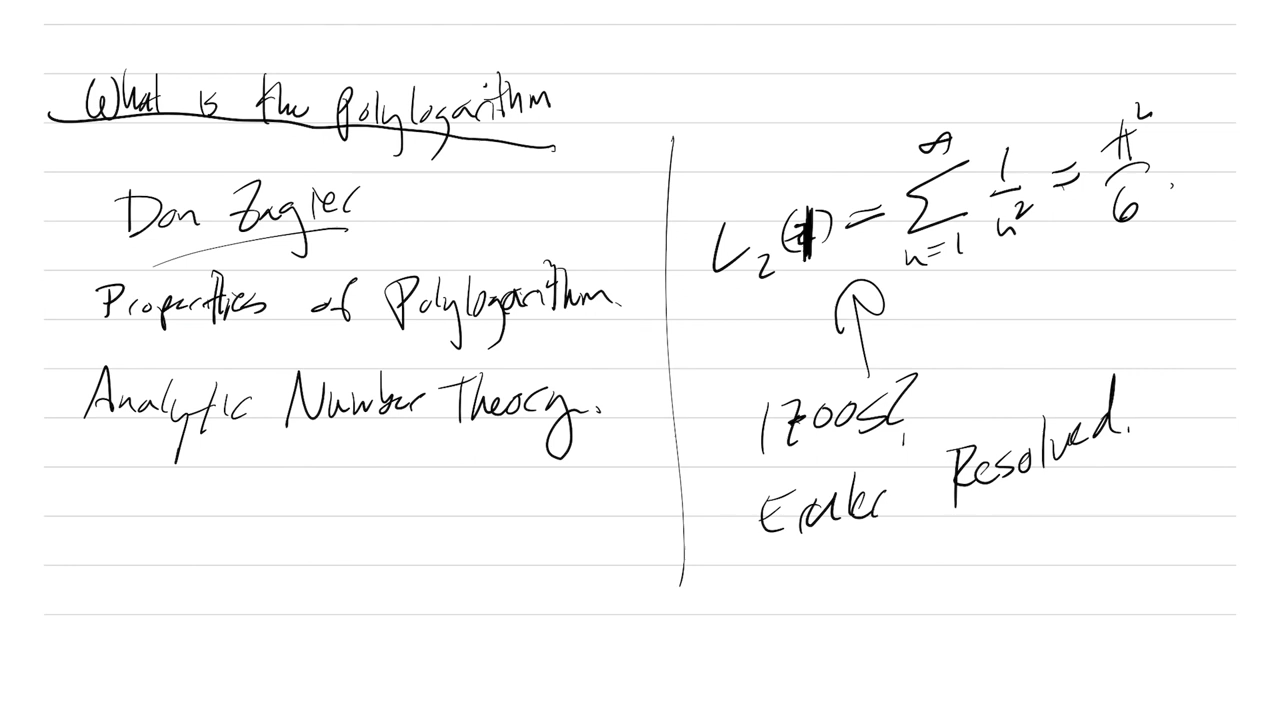 What is the Polylogarithm
Don Zagier
Properties of Polylogarithm.
Analytic Number Theory.
L₂(1) = ∑_{n=1}^{∞} 1/n² = π²/6.
1700s?
Euler Resolved.